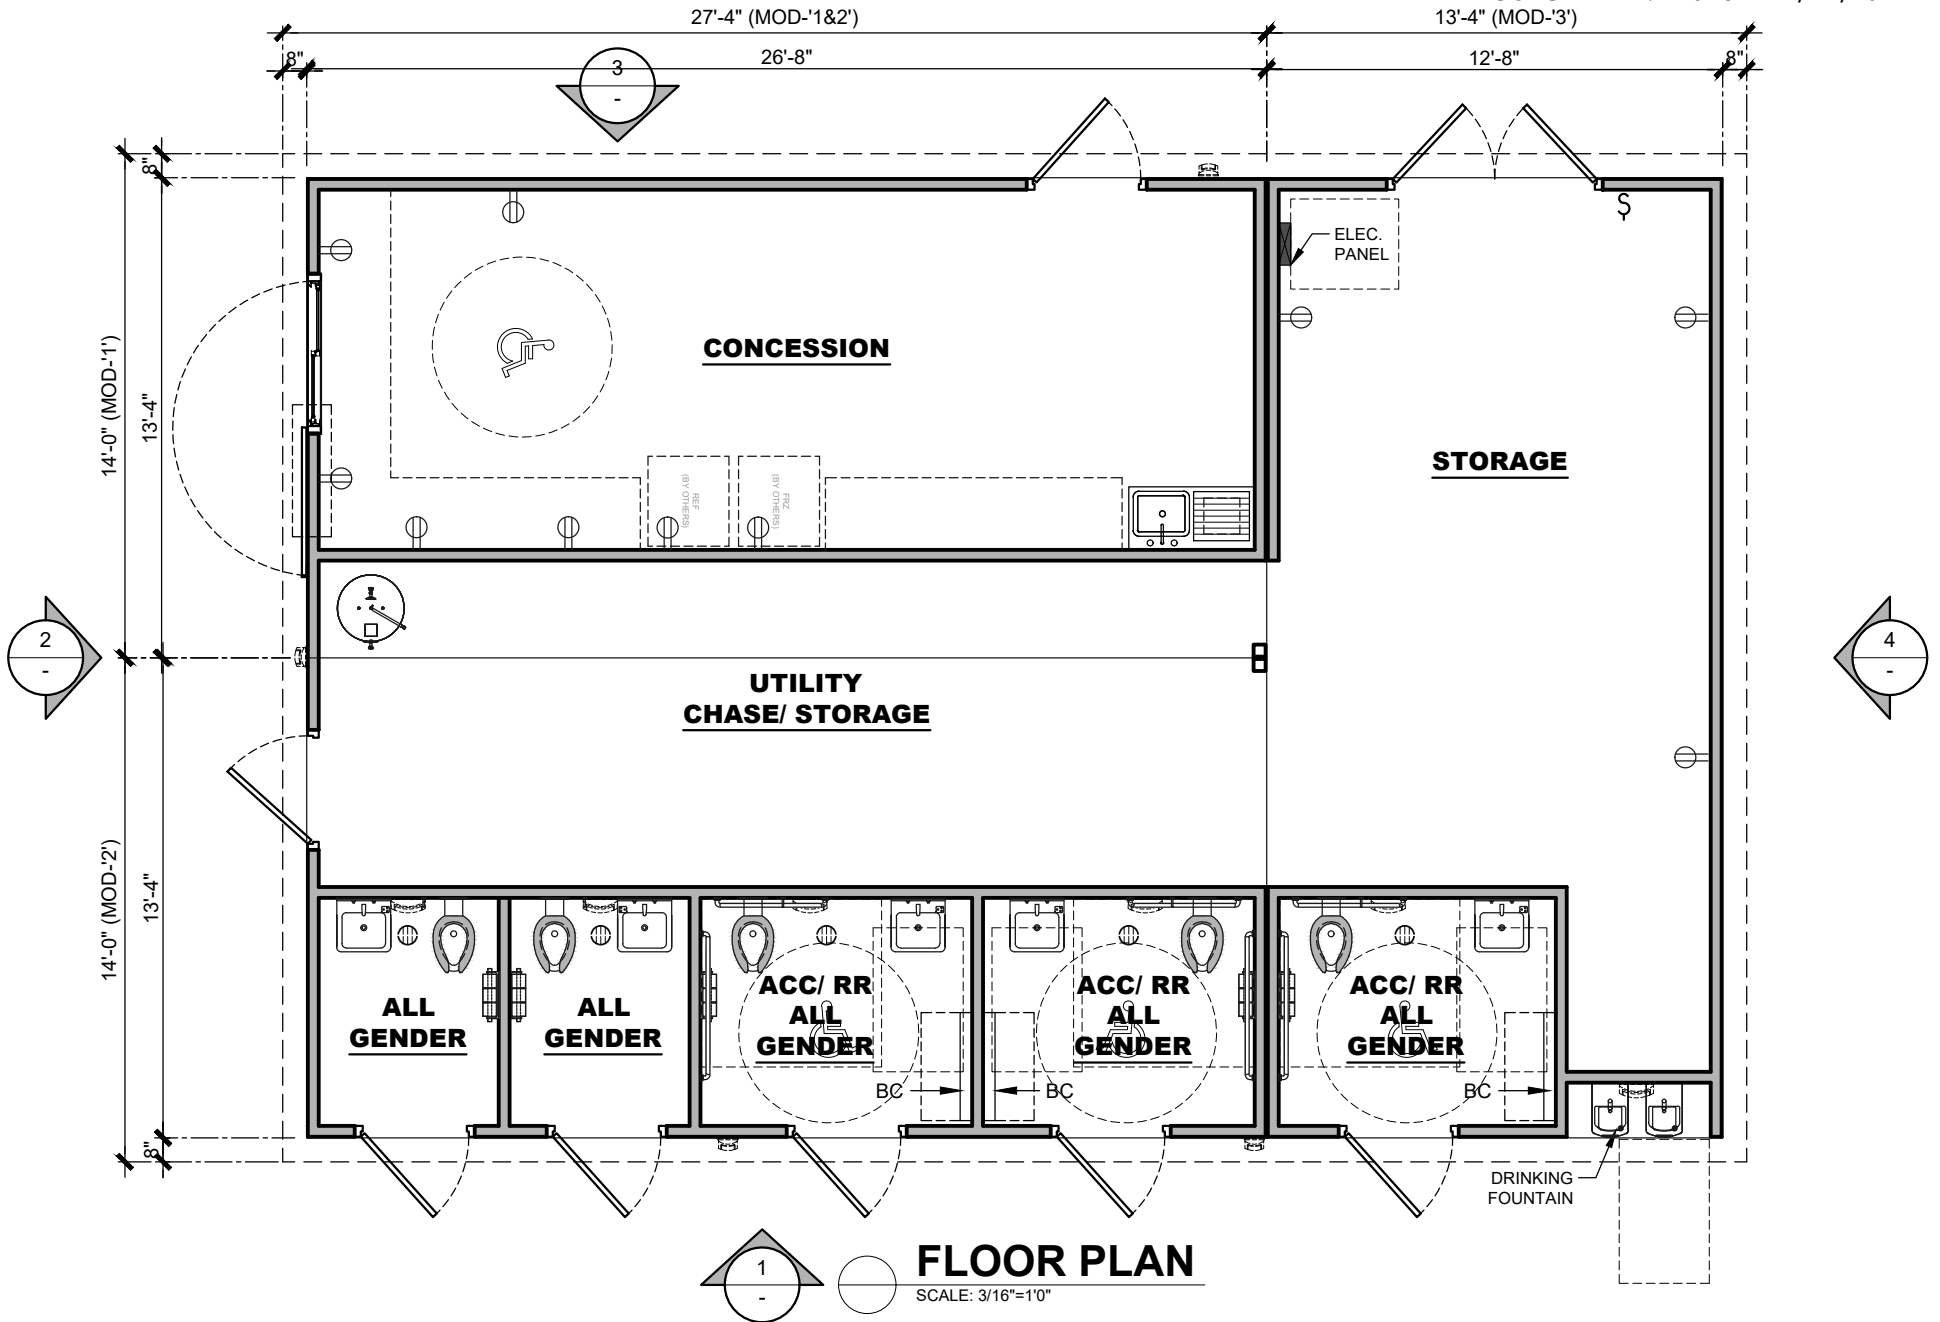 27'-4" (MOD-'1&2')
13'-4" (MOD-'3')
8"
26'-8"
12'-8"
8"
3
-
8"
ELEC.
PANEL
$
CONCESSION
14'-0" (MOD-'1')
13'-4"
STORAGE
REF
(BY OTHERS)
FRZ
(BY OTHERS)
2
-
4
-
UTILITY
CHASE/ STORAGE
14'-0" (MOD-'2')
13'-4"
ALL
GENDER
ALL
GENDER
ACC/ RR
ALL
GENDER
ACC/ RR
ALL
GENDER
ACC/ RR
ALL
GENDER
BC
BC
BC
8"
DRINKING
FOUNTAIN
1
-
FLOOR PLAN
SCALE: 3/16"=1'0"